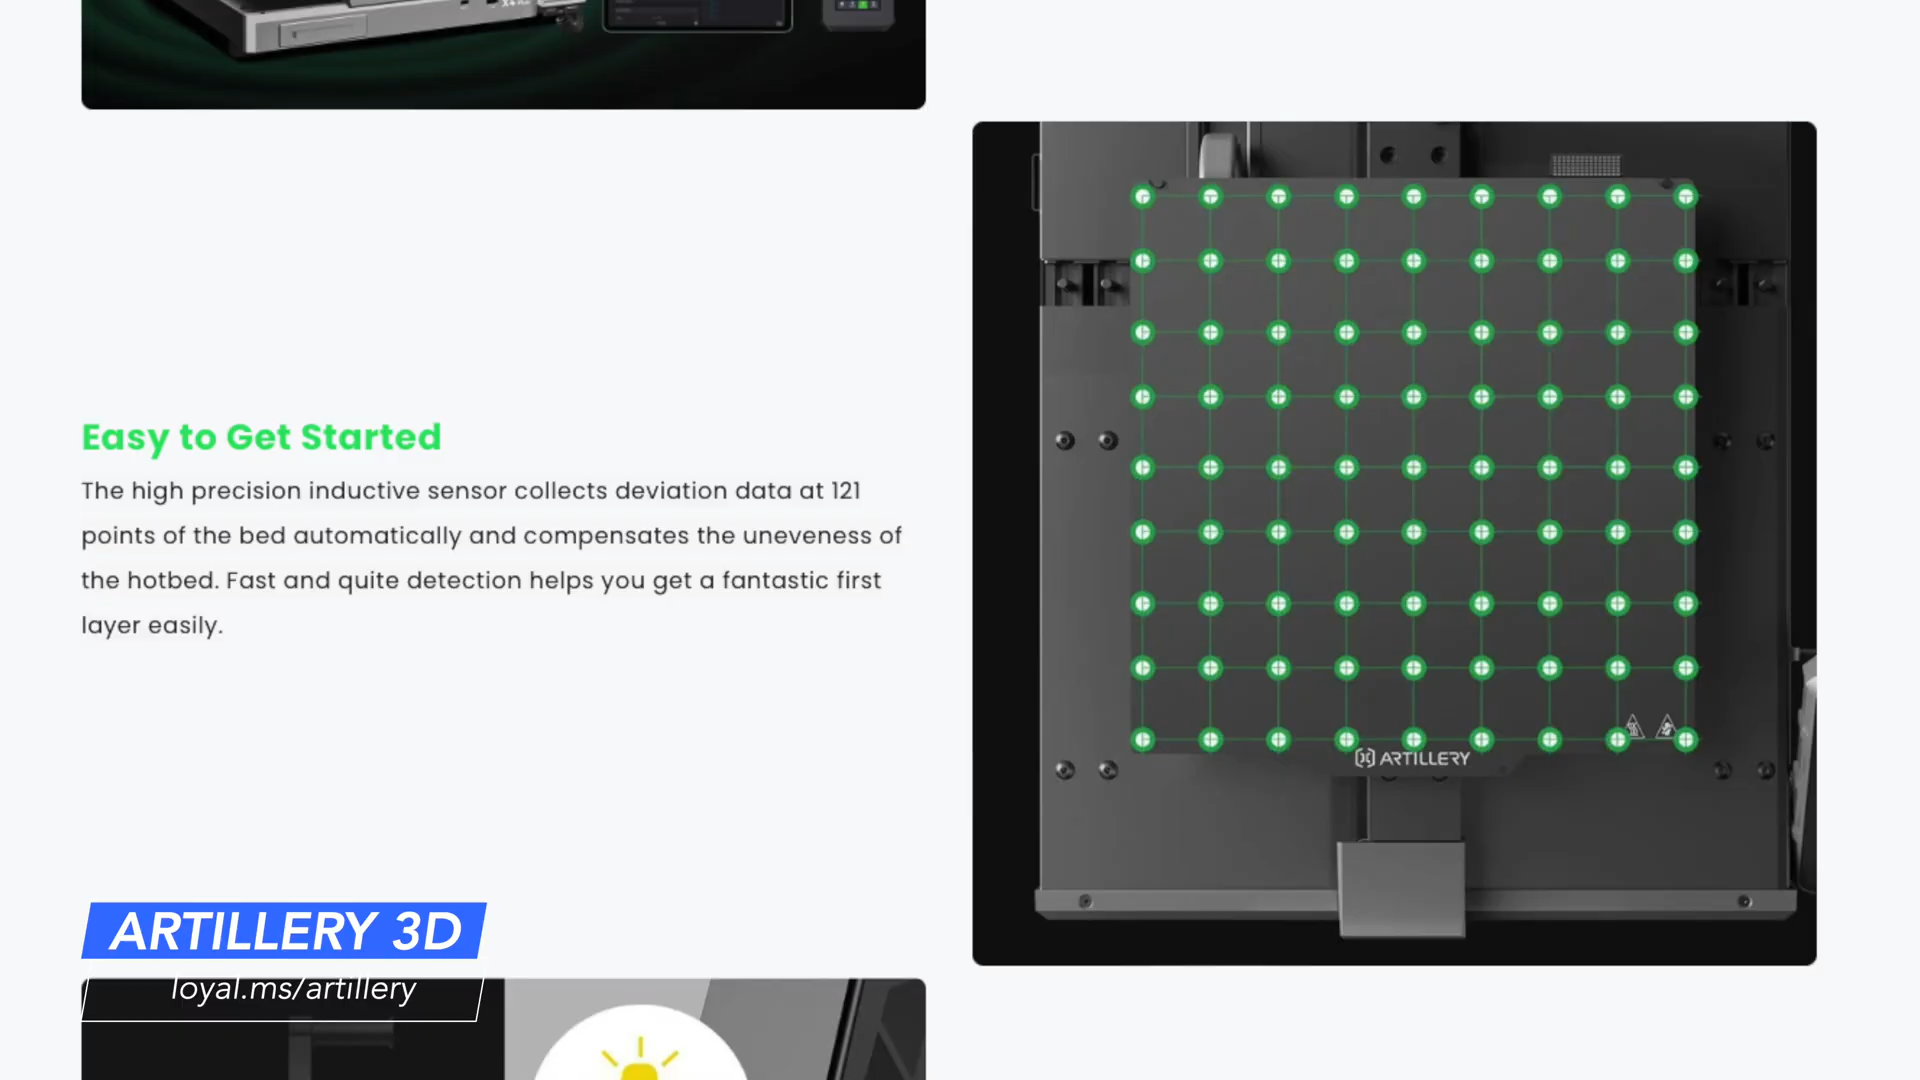 Easy to Get Started
The high precision inductive sensor collects deviation data at 121
points of the bed automatically and compensates the uneveness of
the hotbed. Fast and quite detection helps you get a fantastic first
layer easily.
ARTILLERY
ARTILLERY 3D
loyal.ms/artillery